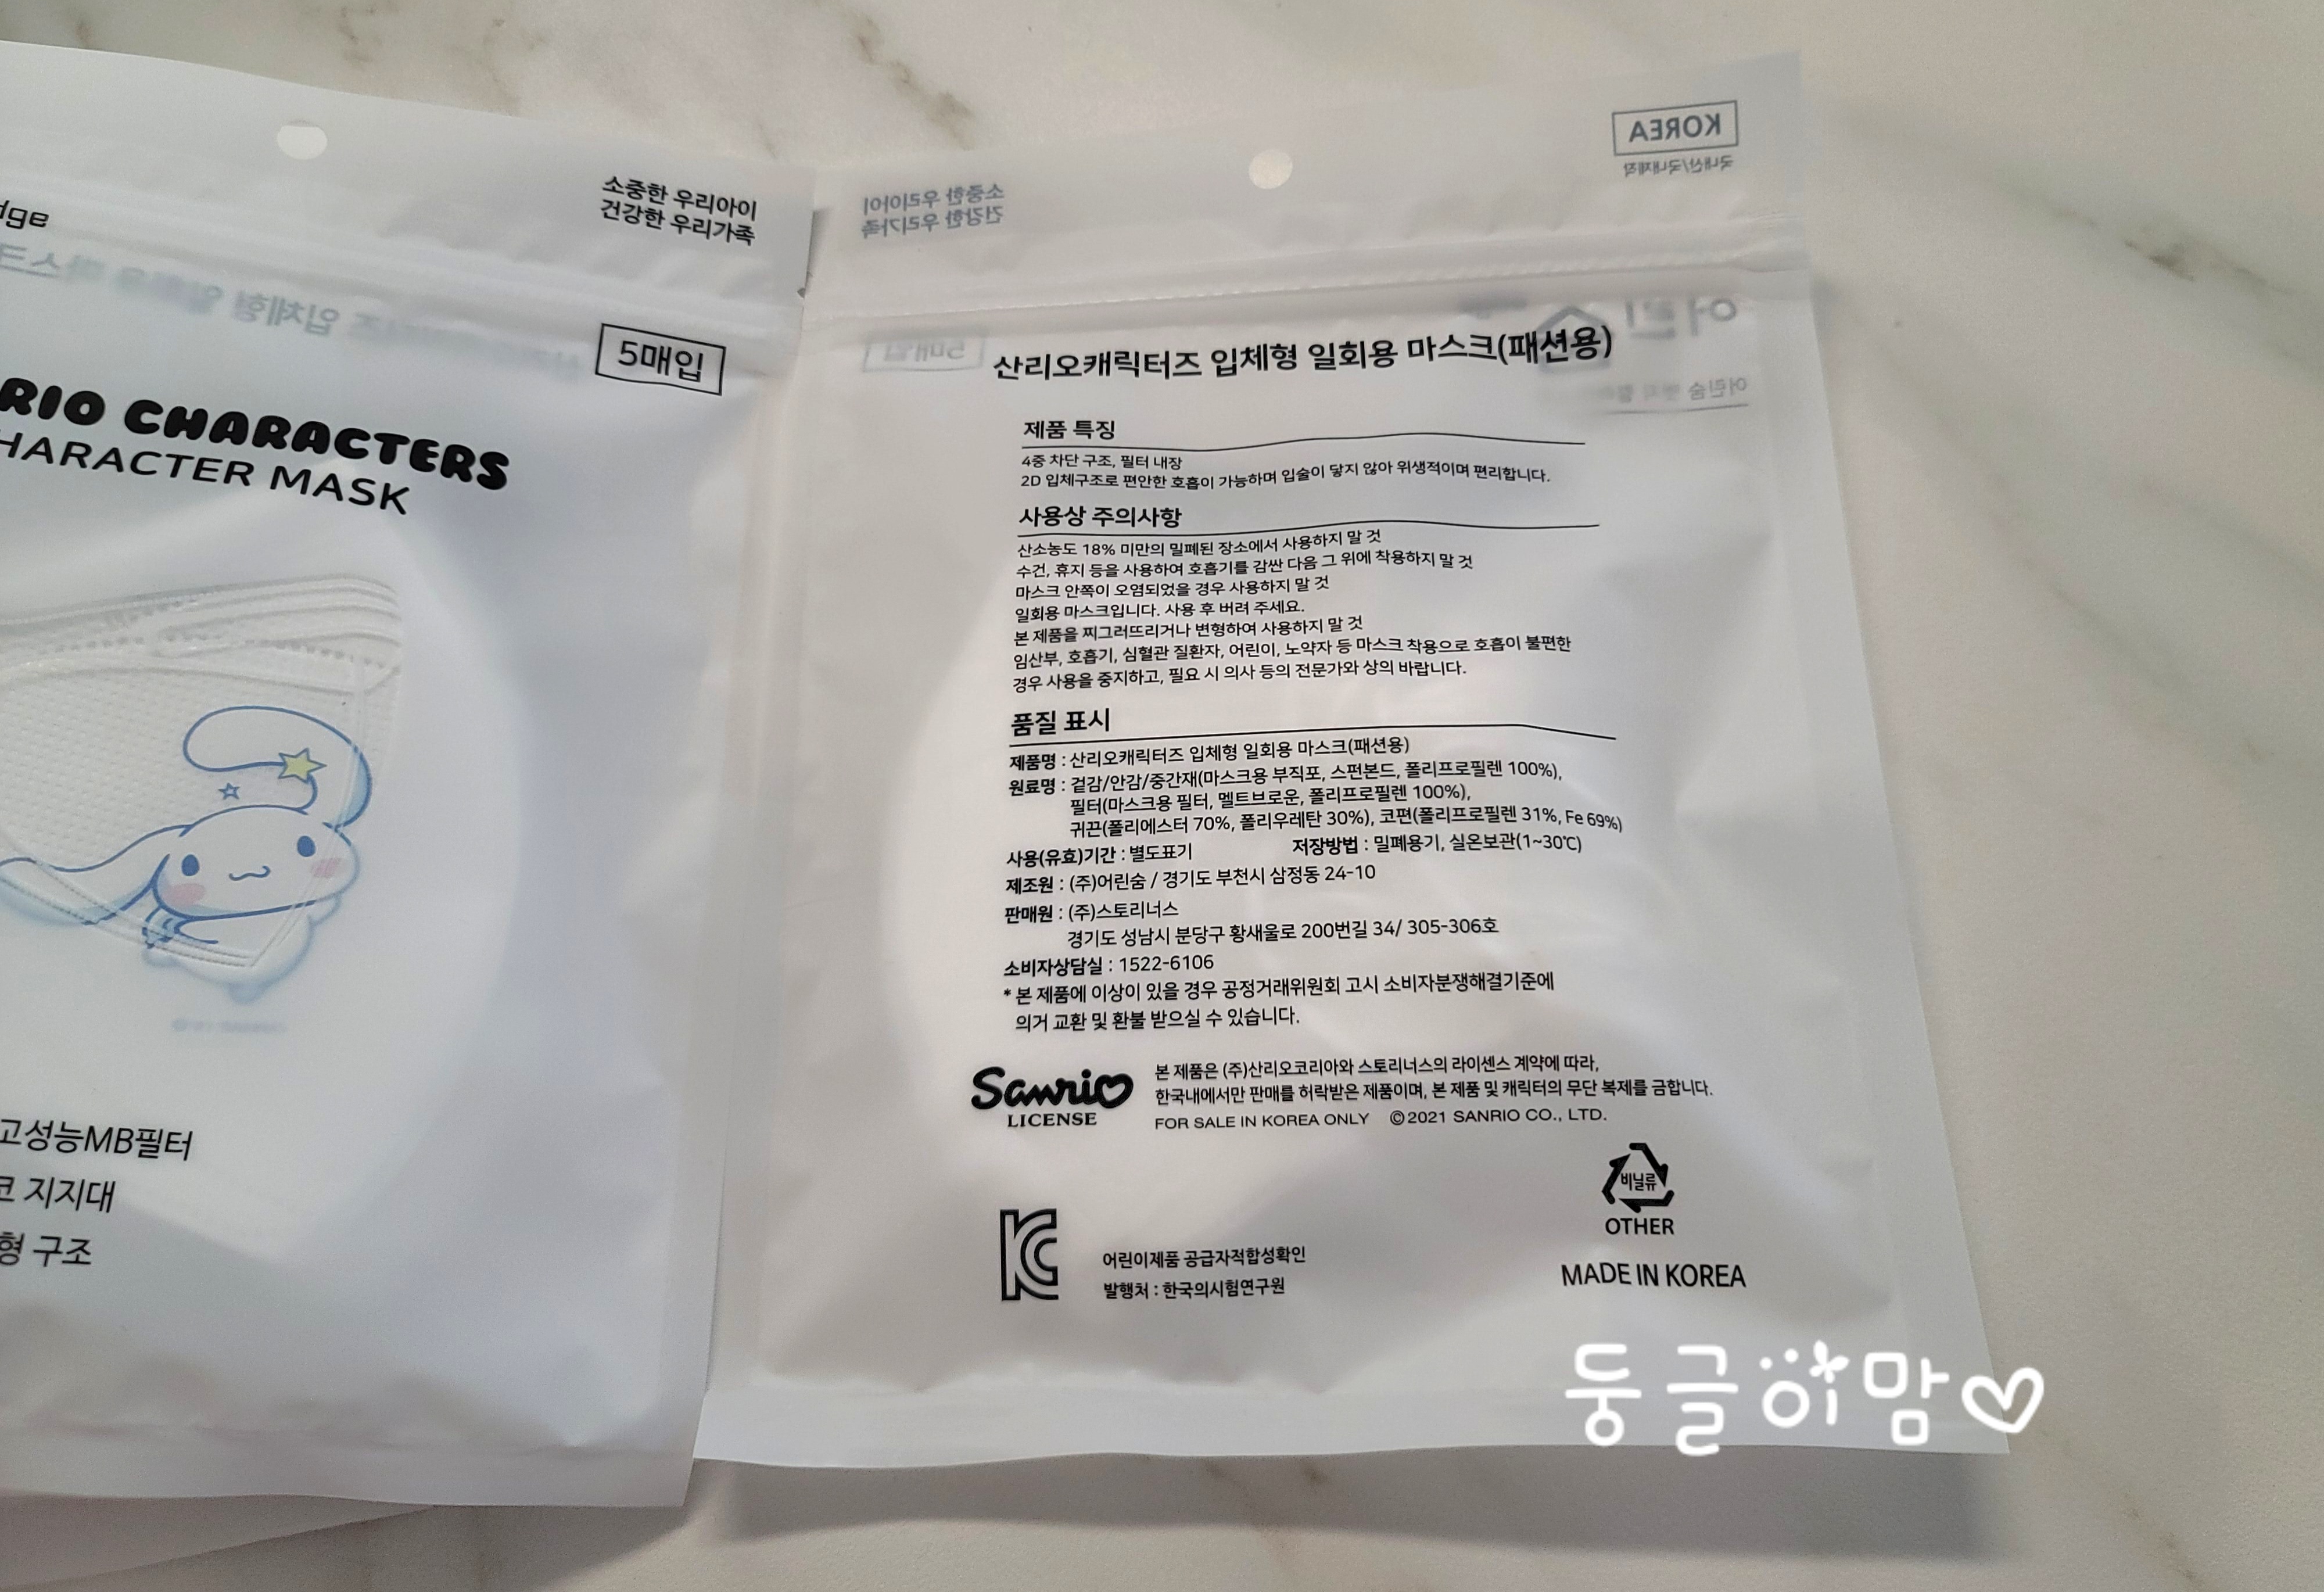 소중한 우리아이
건강한 우리가족
5매입
RIO CHARACTERS
HARACTER MASK
고성능MB필터
코 지지대
형 구조
KOREA
국내산/국내제작
소중한 우리아이
건강한 우리가족
5매입
산리오캐릭터즈 입체형 일회용 마스크(패션용)
제품 특징
4중 차단 구조, 필터 내장
2D 입체구조로 편안한 호흡이 가능하며 입술이 닿지 않아 위생적이며 편리합니다.
사용상 주의사항
산소농도 18% 미만의 밀폐된 장소에서 사용하지 말 것
수건, 휴지 등을 사용하여 호흡기를 감싼 다음 그 위에 착용하지 말 것
마스크 안쪽이 오염되었을 경우 사용하지 말 것
일회용 마스크입니다. 사용 후 버려 주세요.
본 제품을 찌그러뜨리거나 변형하여 사용하지 말 것
임산부, 호흡기, 심혈관 질환자, 어린이, 노약자 등 마스크 착용으로 호흡이 불편한
경우 사용을 중지하고, 필요 시 의사 등의 전문가와 상의 바랍니다.
품질 표시
제품명 : 산리오캐릭터즈 입체형 일회용 마스크(패션용)
원료명 : 겉감/안감/중간재(마스크용 부직포, 스펀본드, 폴리프로필렌 100%),
필터(마스크용 필터, 멜트브로운, 폴리프로필렌 100%),
귀끈(폴리에스터 70%, 폴리우레탄 30%), 코편(폴리프로필렌 31%, Fe 69%)
사용(유효)기간 : 별도표기 저장방법 : 밀폐용기, 실온보관(1~30℃)
제조원 : (주)어린숨 / 경기도 부천시 삼정동 24-10
판매원 : (주)스토리너스
경기도 성남시 분당구 황새울로 200번길 34/ 305-306호
소비자상담실 : 1522-6106
* 본 제품에 이상이 있을 경우 공정거래위원회 고시 소비자분쟁해결기준에
의거 교환 및 환불 받으실 수 있습니다.
Sanrio
LICENSE
본 제품은 (주)산리오코리아와 스토리너스의 라이센스 계약에 따라,
한국내에서만 판매를 허락받은 제품이며, 본 제품 및 캐릭터의 무단 복제를 금합니다.
FOR SALE IN KOREA ONLY ©2021 SANRIO CO., LTD.
비닐류
OTHER
MADE IN KOREA
어린이제품 공급자적합성확인
발행처 : 한국의시험연구원
둥글이맘♡